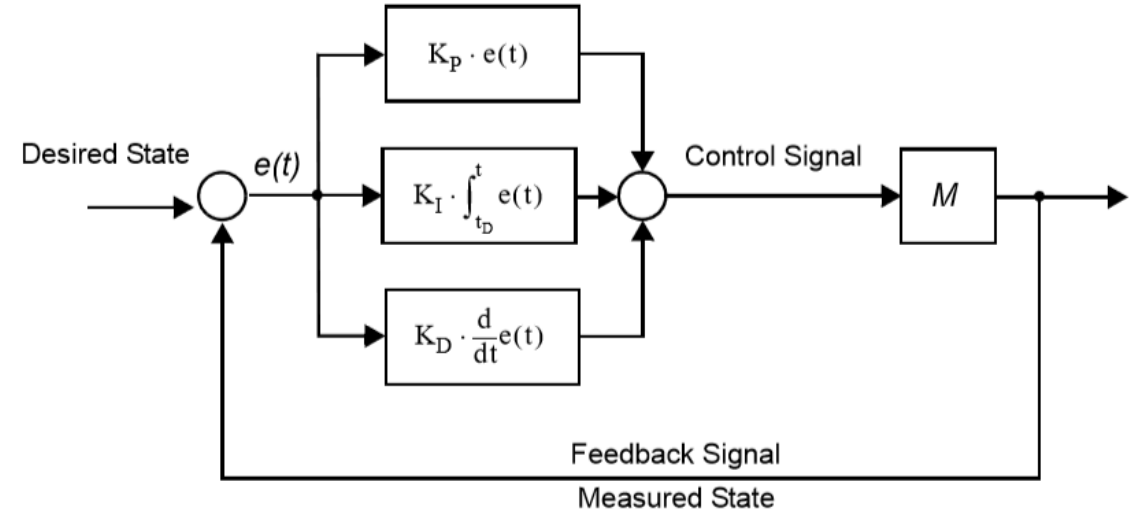 K_P · e(t)
Desired State
e(t)
K_I · ∫_{t_D}^{t} e(t)
Control Signal
M
K_D · d/dt e(t)
Feedback Signal
Measured State